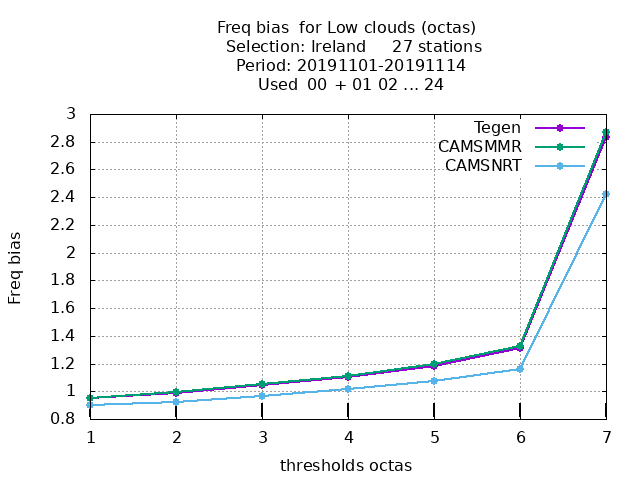 Freq bias  for Low clouds (octas)
Selection: Ireland     27 stations
Period: 20191101-20191114
Used  00  + 01 02 ... 24
Tegen
CAMSMMR
CAMSNRT
3
2.8
2.6
2.4
2.2
2
1.8
1.6
1.4
1.2
1
0.8
Freq bias
1 2 3 4 5 6 7
thresholds octas